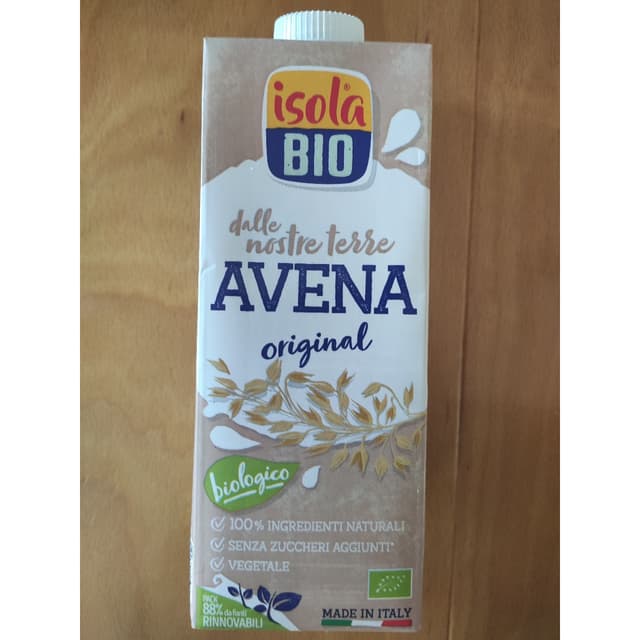 isola®
BIO
dalle
nostre terre
AVENA
original
biologico
100% INGREDIENTI NATURALI
SENZA ZUCCHERI AGGIUNTI*
VEGETALE
PACK
88% da fonti
RINNOVABILI
MADE IN ITALY